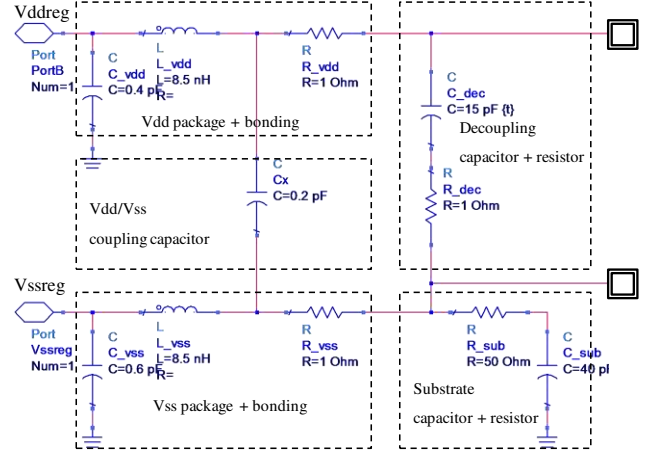 Vddreg
Port
PortB
Num=1
C
C_vdd
C=0.4 pF
L
L_vdd
L=8.5 nH
R=
R
R_vdd
R=1 Ohm
Vdd package + bonding
C
C_dec
C=15 pF {t}
Decoupling
capacitor + resistor
R
R_dec
R=1 Ohm
C
Cx
C=0.2 pF
Vdd/Vss
coupling capacitor
Vssreg
Port
Vssreg
Num=1
C
C_vss
C=0.6 pF
L
L_vss
L=8.5 nH
R=
R
R_vss
R=1 Ohm
Vss package + bonding
R
R_sub
R=50 Ohm
C
C_sub
C=40 pF
Substrate
capacitor + resistor